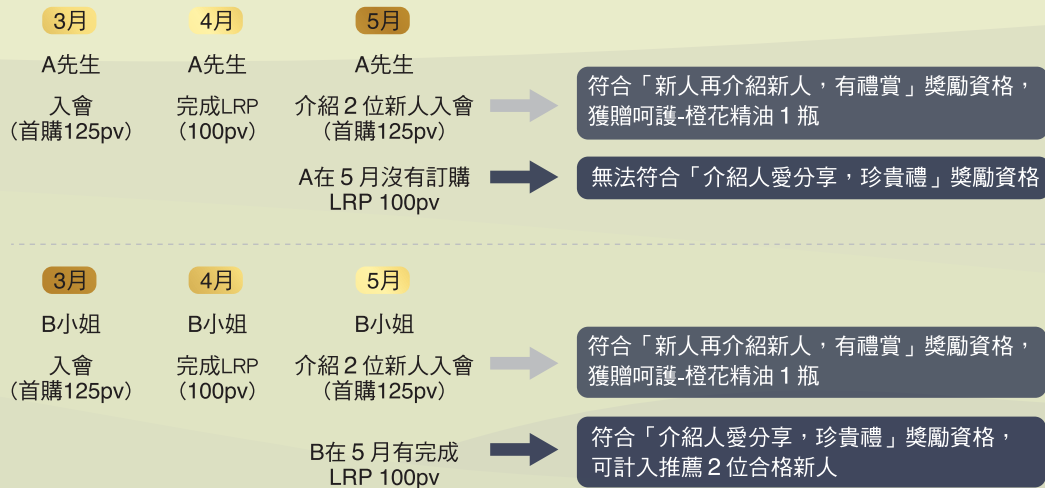 3月 4月 5月
A先生 A先生 A先生
入會 完成LRP 介紹 2 位新人入會
(首購125pv) (100pv) (首購125pv)
符合「新人再介紹新人，有禮賞」獎勵資格，
獲贈呵護-橙花精油 1 瓶
A在 5 月沒有訂購
LRP 100pv
無法符合「介紹人愛分享，珍貴禮」獎勵資格
3月 4月 5月
B小姐 B小姐 B小姐
入會 完成LRP 介紹 2 位新人入會
(首購125pv) (100pv) (首購125pv)
符合「新人再介紹新人，有禮賞」獎勵資格，
獲贈呵護-橙花精油 1 瓶
B在 5 月有完成
LRP 100pv
符合「介紹人愛分享，珍貴禮」獎勵資格，
可計入推薦 2 位合格新人